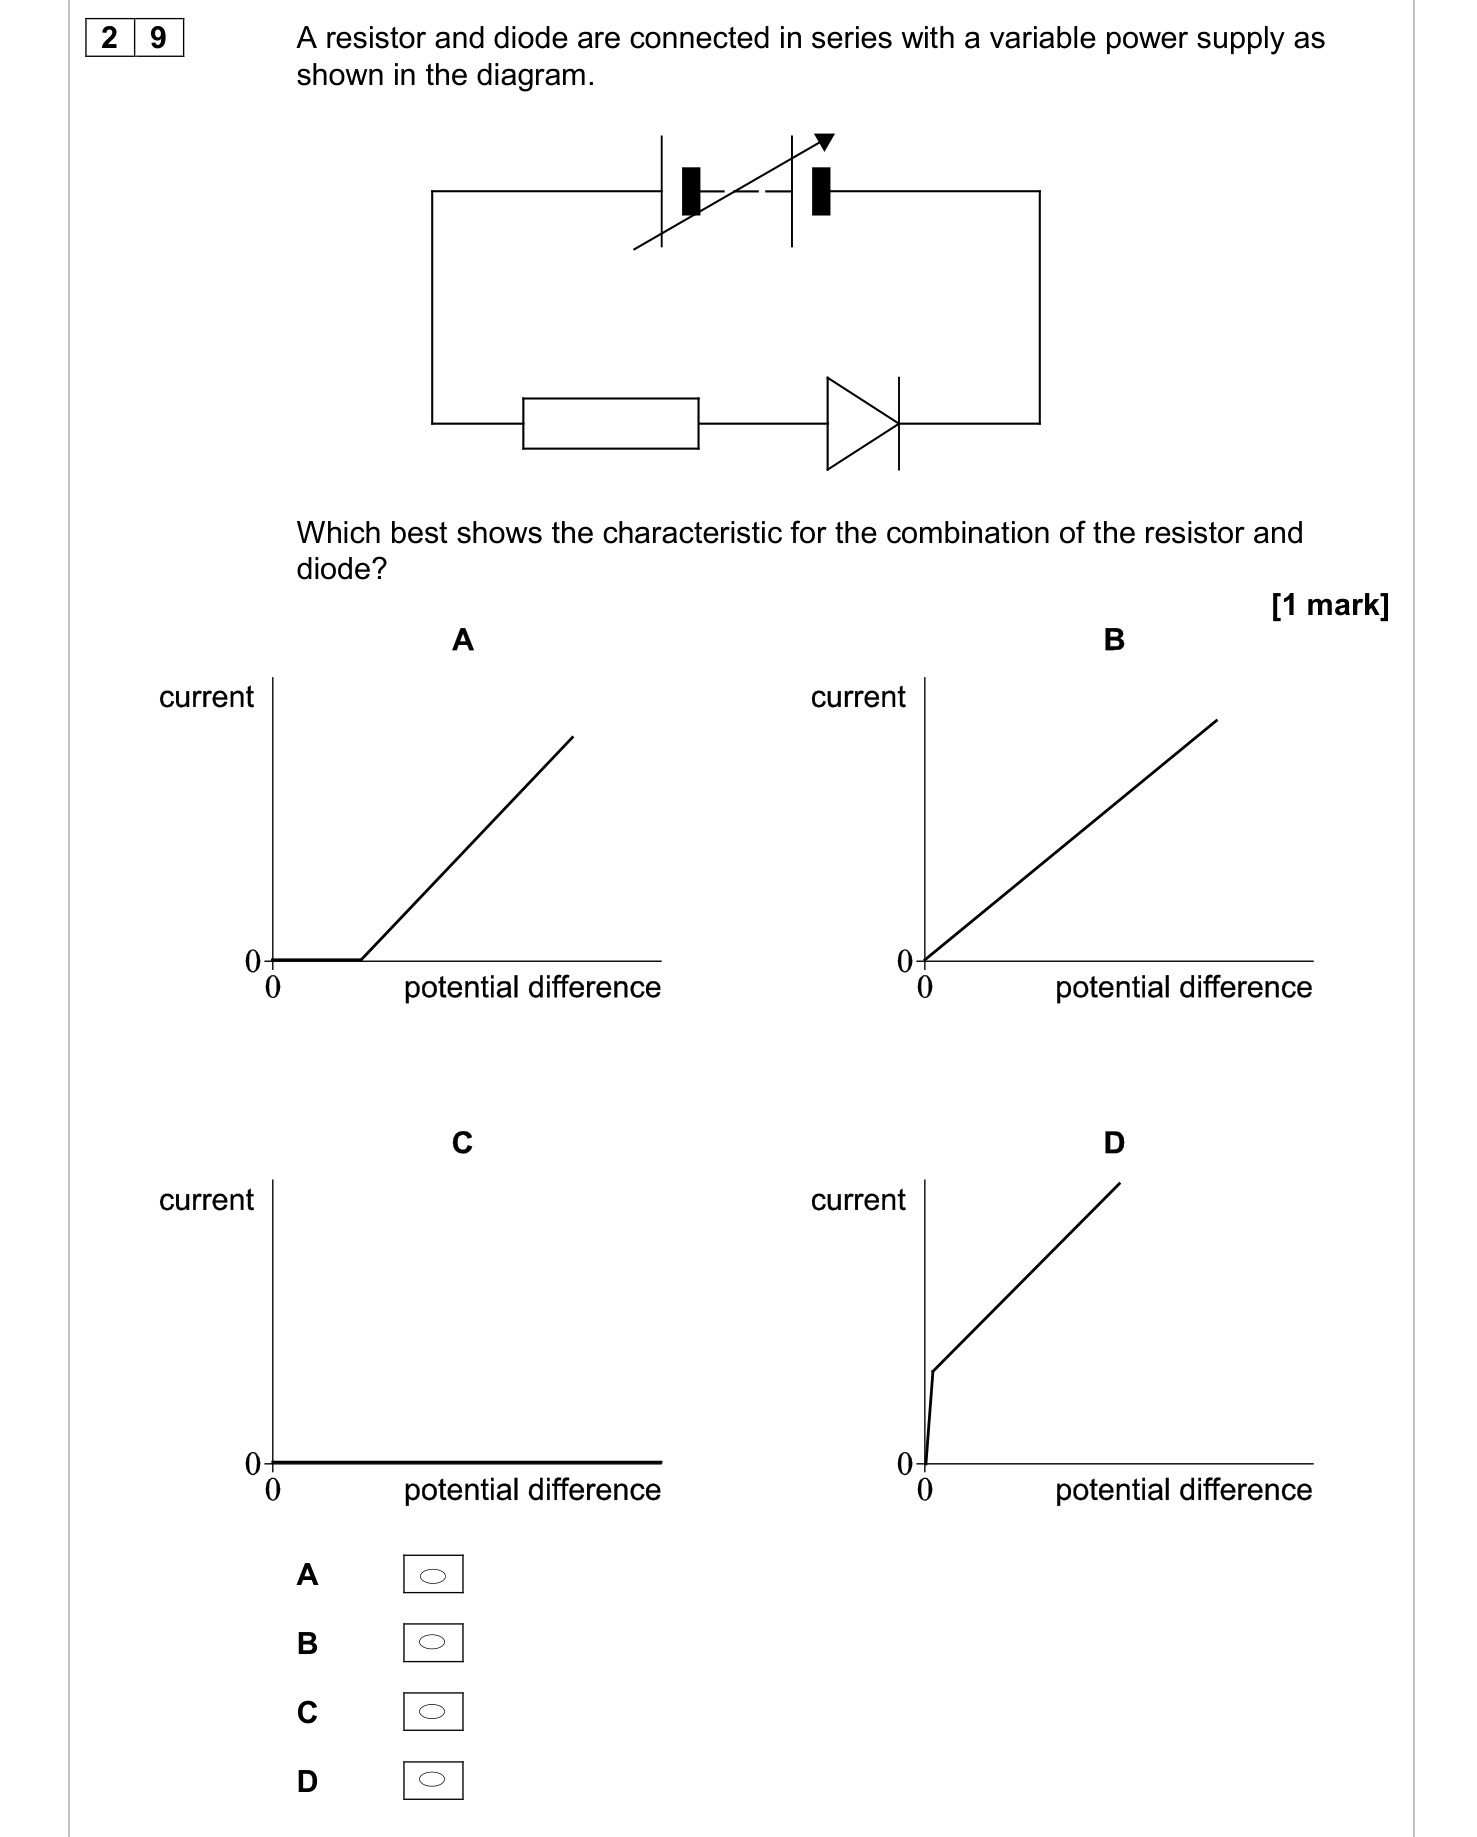 2 9
A resistor and diode are connected in series with a variable power supply as
shown in the diagram.
Which best shows the characteristic for the combination of the resistor and
diode?
[1 mark]
A
B
current
current
0
0
potential difference
0
0
potential difference
C
D
current
current
0
0
potential difference
0
0
potential difference
A
B
C
D